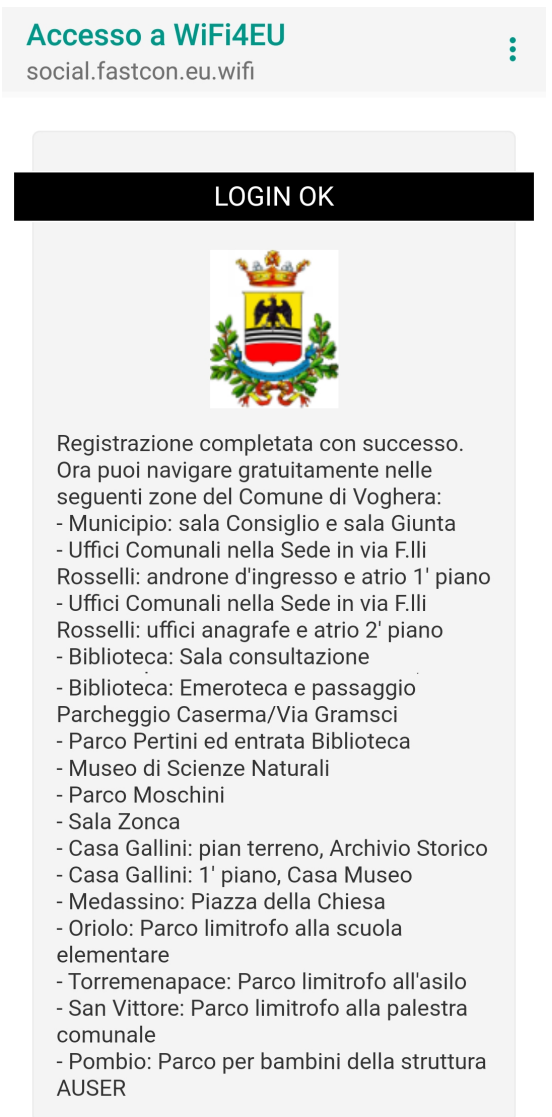 Accesso a WiFi4EU
social.fastcon.eu.wifi
LOGIN OK
Registrazione completata con successo.
Ora puoi navigare gratuitamente nelle
seguenti zone del Comune di Voghera:
- Municipio: sala Consiglio e sala Giunta
- Uffici Comunali nella Sede in via F.lli
Rosselli: androne d'ingresso e atrio 1' piano
- Uffici Comunali nella Sede in via F.lli
Rosselli: uffici anagrafe e atrio 2' piano
- Biblioteca: Sala consultazione
- Biblioteca: Emeroteca e passaggio
Parcheggio Caserma/Via Gramsci
- Parco Pertini ed entrata Biblioteca
- Museo di Scienze Naturali
- Parco Moschini
- Sala Zonca
- Casa Gallini: pian terreno, Archivio Storico
- Casa Gallini: 1' piano, Casa Museo
- Medassino: Piazza della Chiesa
- Oriolo: Parco limitrofo alla scuola
elementare
- Torremenapace: Parco limitrofo all'asilo
- San Vittore: Parco limitrofo alla palestra
comunale
- Pombio: Parco per bambini della struttura
AUSER